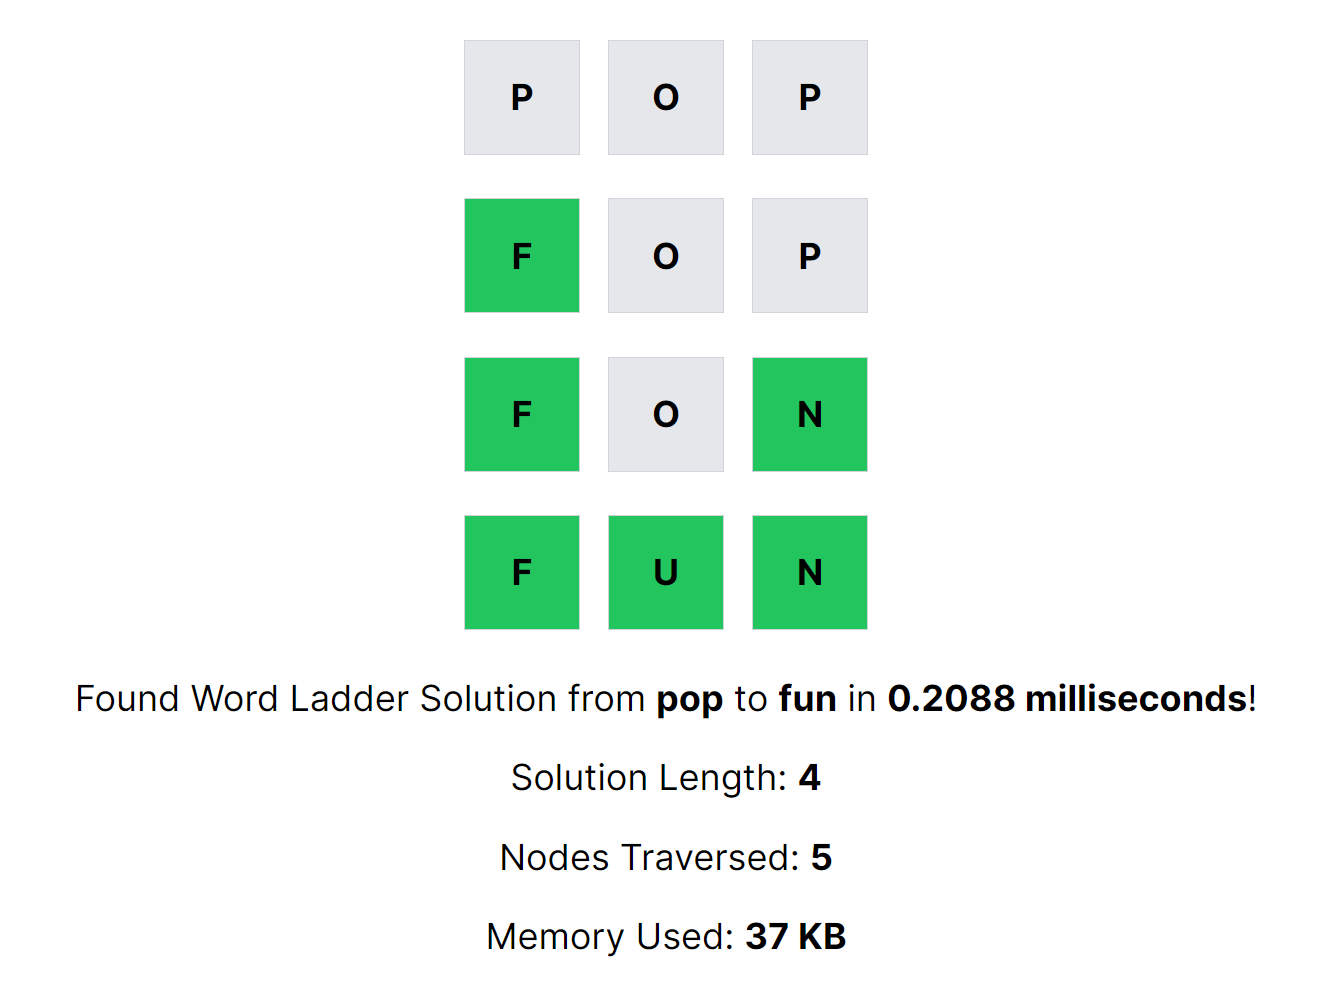 P O P
F O P
F O N
F U N
Found Word Ladder Solution from pop to fun in 0.2088 milliseconds!
Solution Length: 4
Nodes Traversed: 5
Memory Used: 37 KB